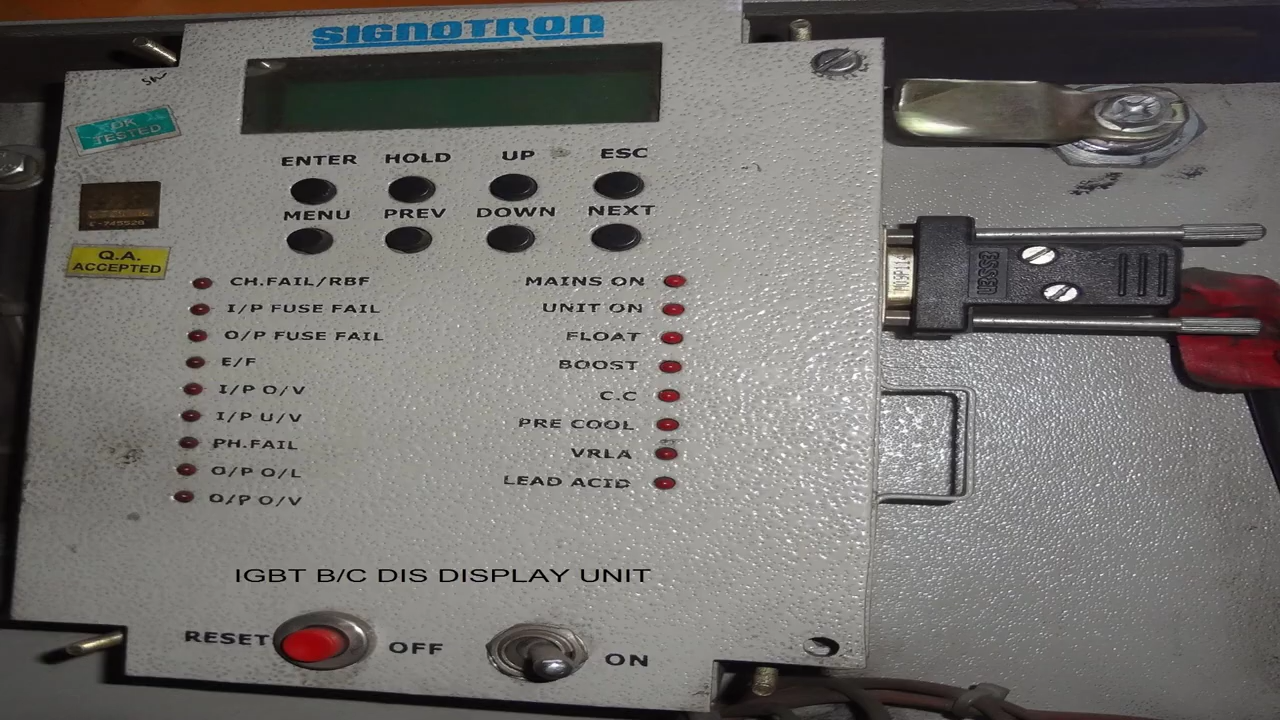 SIGNOTRON
OK
TESTED
ENTER HOLD UP ESC
MENU PREV DOWN NEXT
Q.A.
ACCEPTED
CH.FAIL/RBF MAINS ON
I/P FUSE FAIL UNIT ON
O/P FUSE FAIL FLOAT
E/F BOOST
I/P O/V C.C
I/P U/V PRE COOL
PH.FAIL VRLA
O/P O/L LEAD ACID
O/P O/V
IGBT B/C DIS DISPLAY UNIT
RESET OFF ON